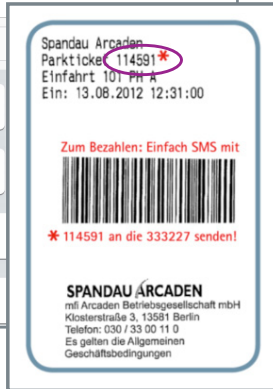 Spandau Arcaden
Parkticket 114591*
Einfahrt 101 PH A
Ein: 13.08.2012 12:31:00
Zum Bezahlen: Einfach SMS mit
* 114591 an die 333227 senden!
SPANDAU ARCADEN
mfi Arcaden Betriebsgesellschaft mbH
Klosterstraße 3, 13581 Berlin
Telefon: 030 / 33 00 11 0
Es gelten die Allgemeinen
Geschäftsbedingungen